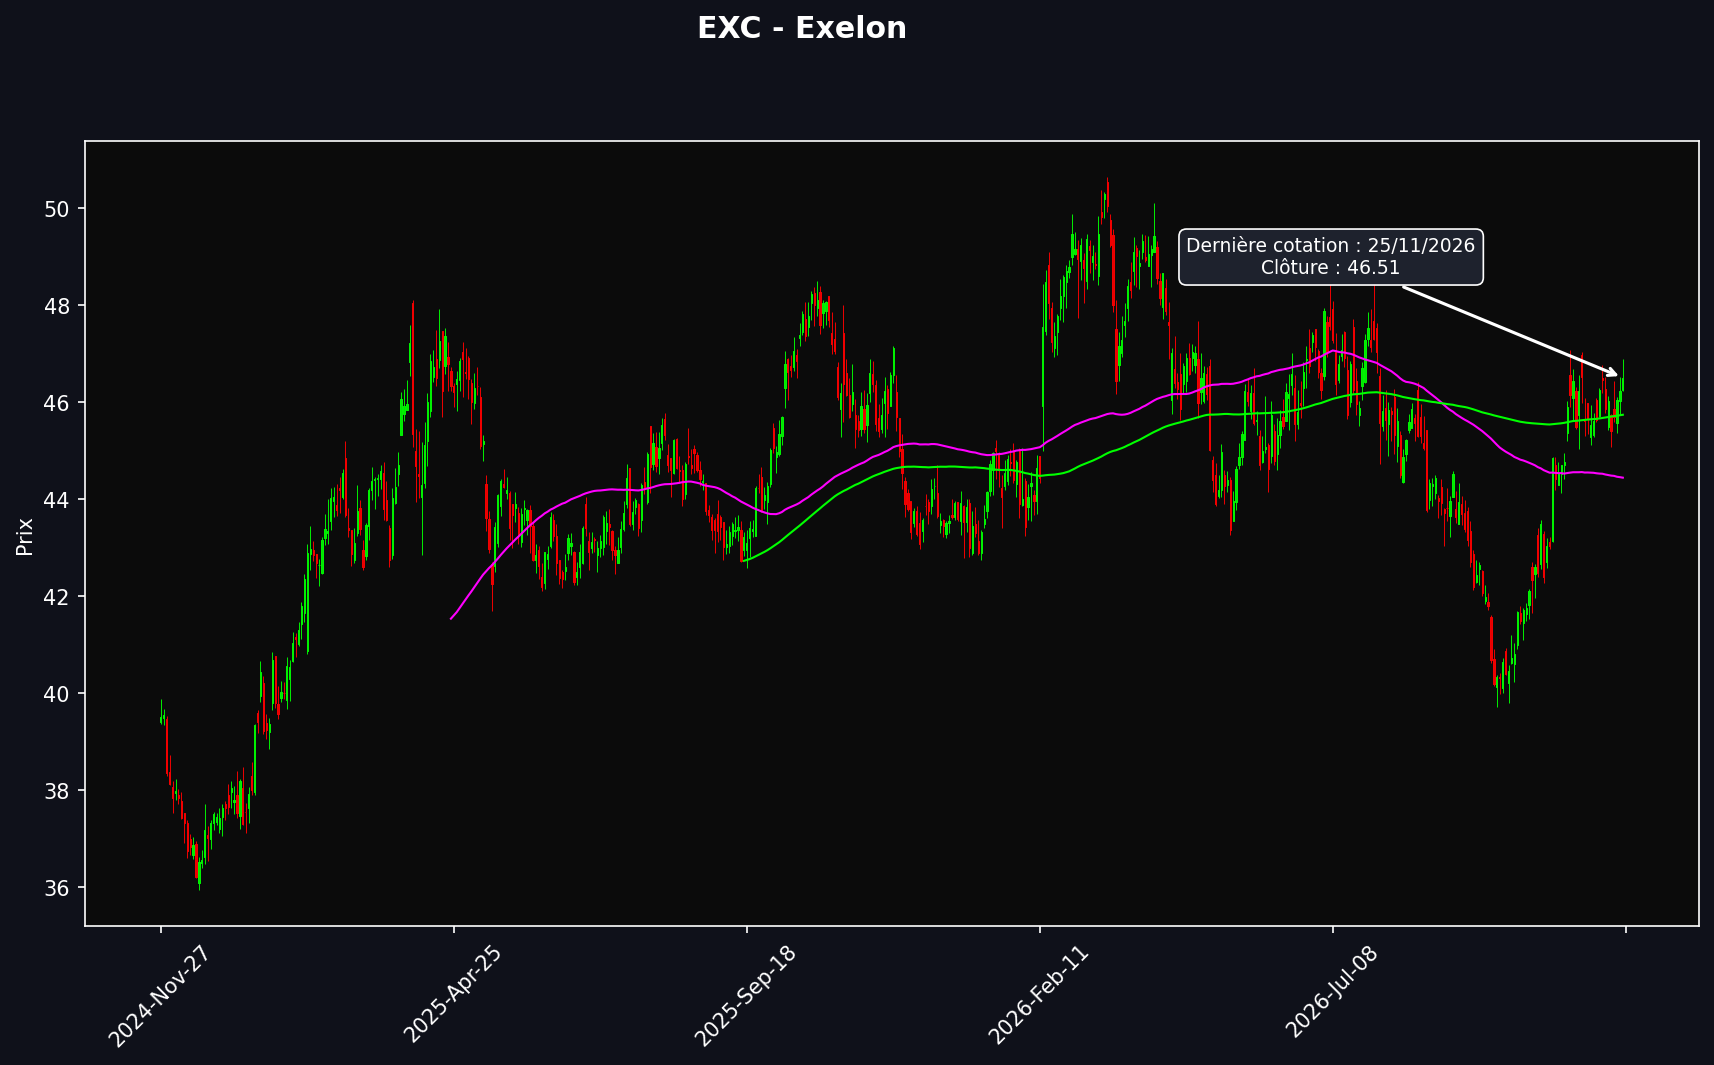 EXC - Exelon
Dernière cotation : 25/11/2026
Clôture : 46.51
Prix
50
48
46
44
42
40
38
36
2024-Nov-27
2025-Apr-25
2025-Sep-18
2026-Feb-11
2026-Jul-08